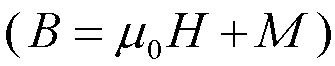 ( B = μ₀H + M )